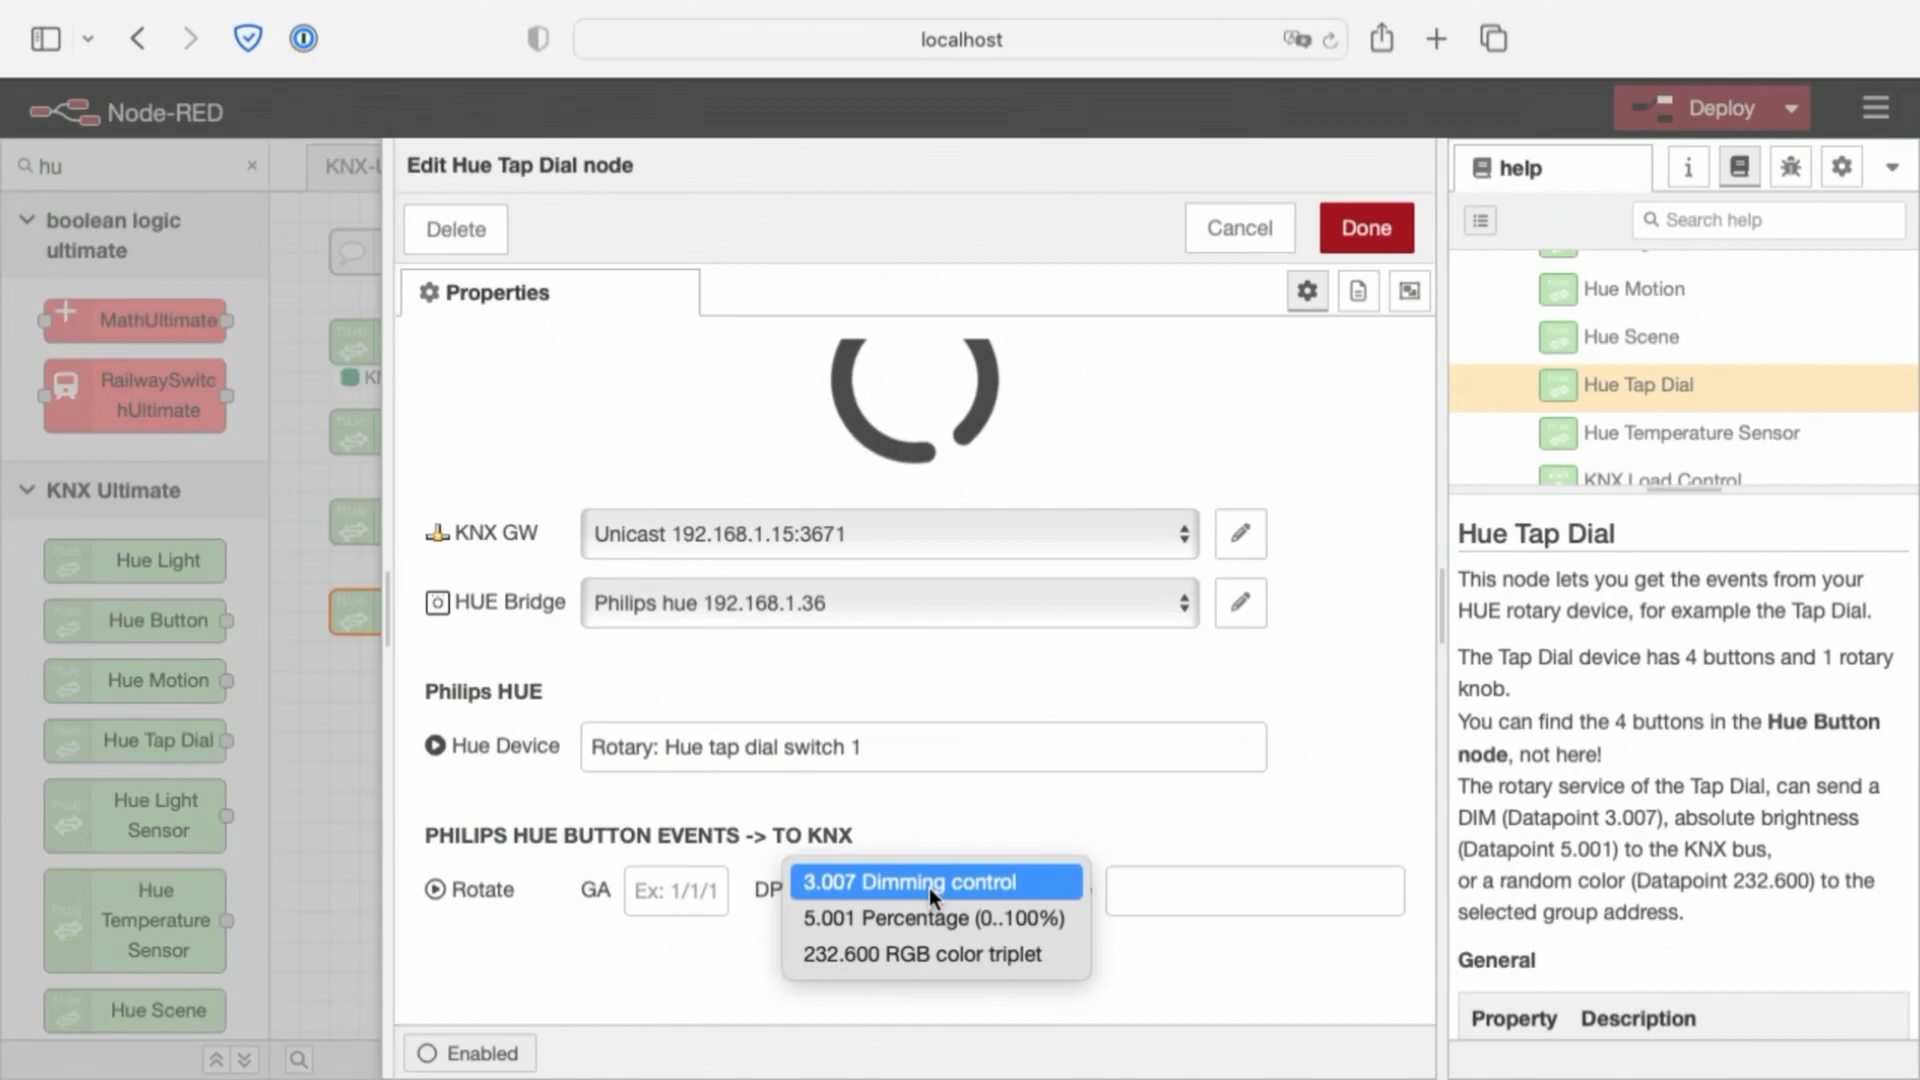 localhost
Node-RED
Deploy
hu
×
boolean logic
ultimate
MathUltimate
RailwaySwitc
hUltimate
KNX Ultimate
Hue Light
Hue Button
Hue Motion
Hue Tap Dial
Hue Light
Sensor
Hue
Temperature
Sensor
Hue Scene
KNX-U
Edit Hue Tap Dial node
Delete
Cancel
Done
Properties
KNX GW
Unicast 192.168.1.15:3671
HUE Bridge
Philips hue 192.168.1.36
Philips HUE
Hue Device
Rotary: Hue tap dial switch 1
PHILIPS HUE BUTTON EVENTS -> TO KNX
Rotate GA Ex: 1/1/1 DP
3.007 Dimming control
5.001 Percentage (0..100%)
232.600 RGB color triplet
Enabled
help
Search help
Hue Motion
Hue Scene
Hue Tap Dial
Hue Temperature Sensor
KNX Load Control
Hue Tap Dial
This node lets you get the events from your
HUE rotary device, for example the Tap Dial.
The Tap Dial device has 4 buttons and 1 rotary
knob.
You can find the 4 buttons in the Hue Button
node, not here!
The rotary service of the Tap Dial, can send a
DIM (Datapoint 3.007), absolute brightness
(Datapoint 5.001) to the KNX bus,
or a random color (Datapoint 232.600) to the
selected group address.
General
Property Description